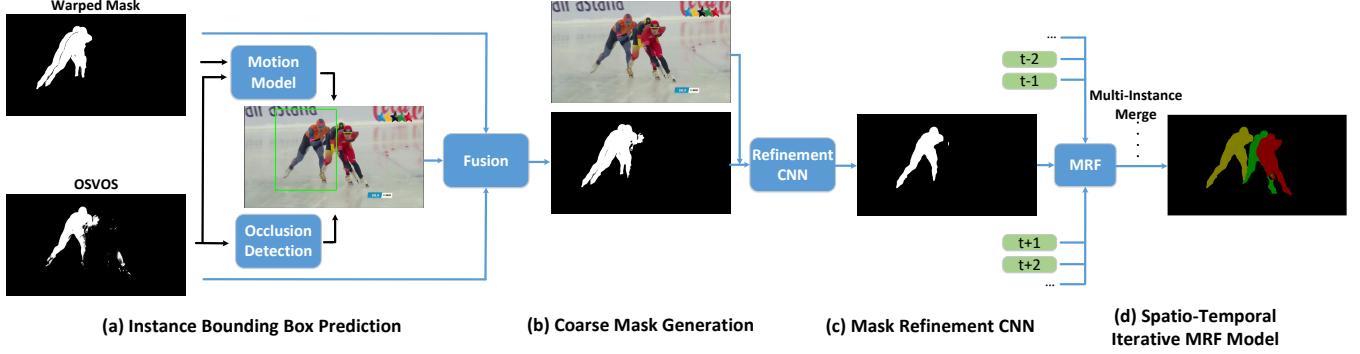 Warped Mask
Motion
Model
OSVOS
Occlusion
Detection
astana
Fusion
Refinement
CNN
...
t-2
t-1
Multi-Instance
Merge
MRF
t+1
t+2
...
(a) Instance Bounding Box Prediction
(b) Coarse Mask Generation
(c) Mask Refinement CNN
(d) Spatio-Temporal
Iterative MRF Model